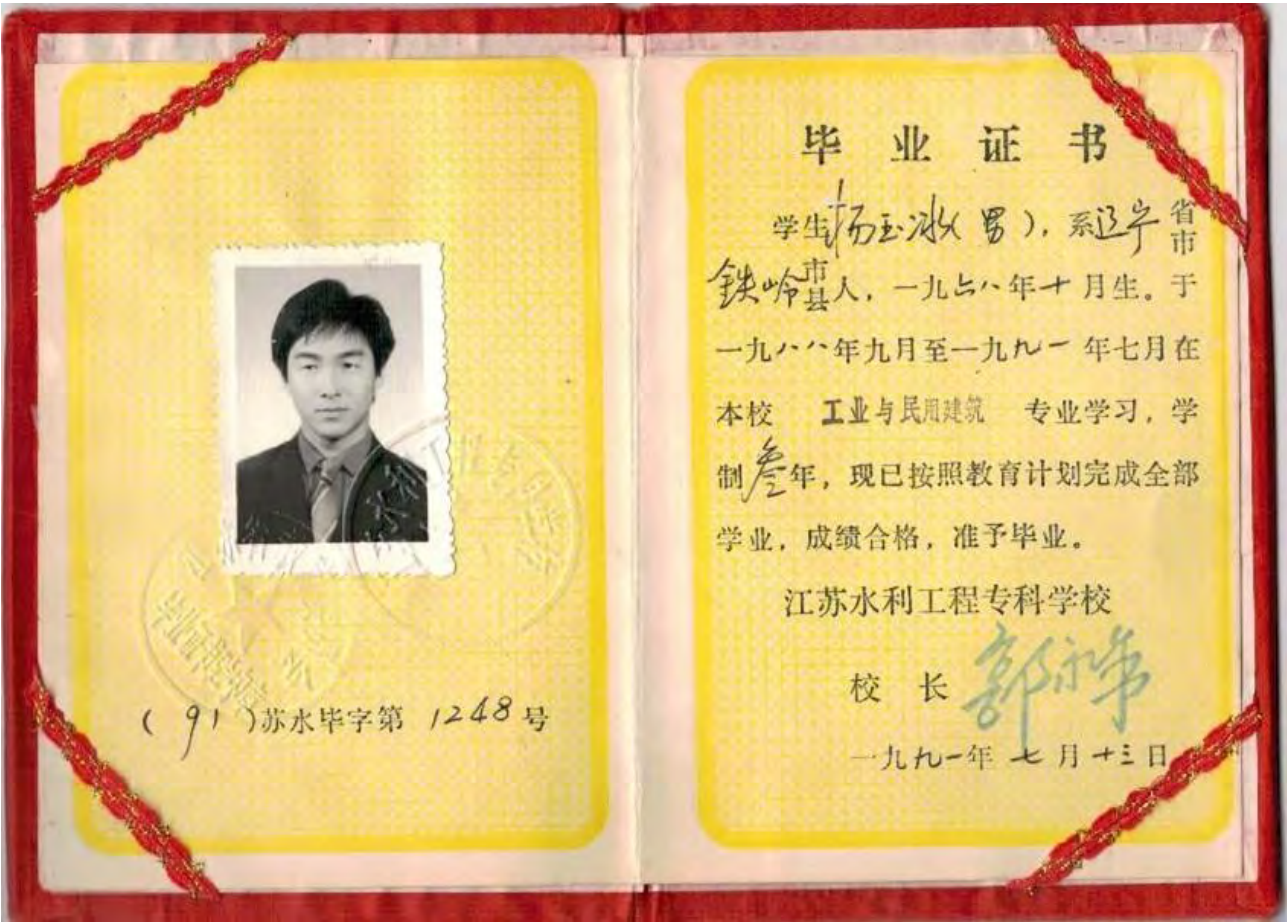 (91)苏水毕字第 1248 号
毕业证书
学生杨玉冰(男),系辽宁省市
铁岭市县人,一九六八年十月生。于
一九八八年九月至一九九一年七月在
本校 工业与民用建筑 专业学习,学
制叁年,现已按照教育计划完成全部
学业,成绩合格,准予毕业。
江苏水利工程专科学校
校长
一九九一年七月十三日